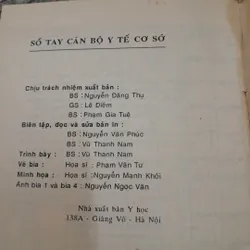 SỔ TAY CÁN BỘ Y TẾ CƠ SỞ
Chịu trách nhiệm xuất bản :
BS : Nguyễn Đăng Thụ
GS : Lê Điềm
BS : Phạm Gia Tuệ
Biên tập, đọc và sửa bản in :
BS : Nguyễn Văn Phúc
BS : Vũ Thanh Nam
Trình bày : BS : Vũ Thanh Nam
Vẽ bìa : Họa sĩ : Phạm Văn Tư
Minh họa : Họa sĩ : Nguyễn Mạnh Khôi
Ảnh bìa 1 và bìa 4 : Nguyễn Ngọc Vân
Nhà xuất bản Y học
138A - Giảng Võ - Hà Nội